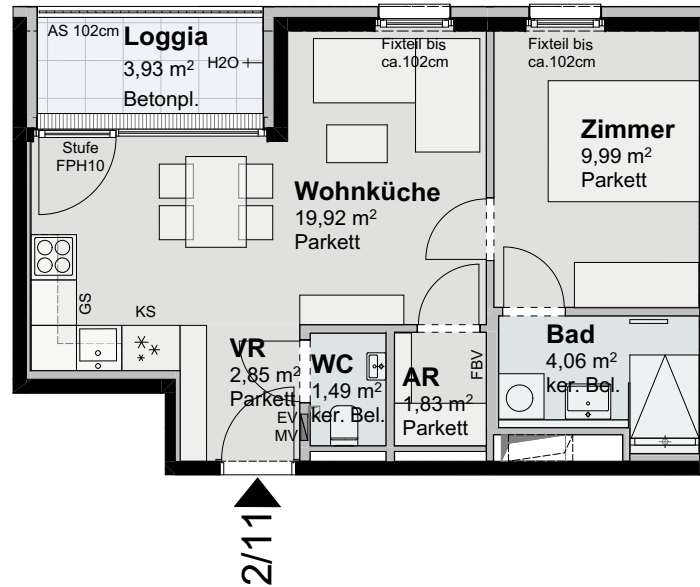 AS 102cm
Loggia
3,93 m²
Betonpl.
H2O
Fixteil bis
ca.102cm
Fixteil bis
ca.102cm
Stufe
FPH10
Zimmer
9,99 m²
Parkett
Wohnküche
19,92 m²
Parkett
GS
KS
VR
2,85 m²
Parkett
WC
1,49 m²
ker. Bel.
AR
1,83 m²
Parkett
FBV
Bad
4,06 m²
ker. Bel.
EV
MV
2/11